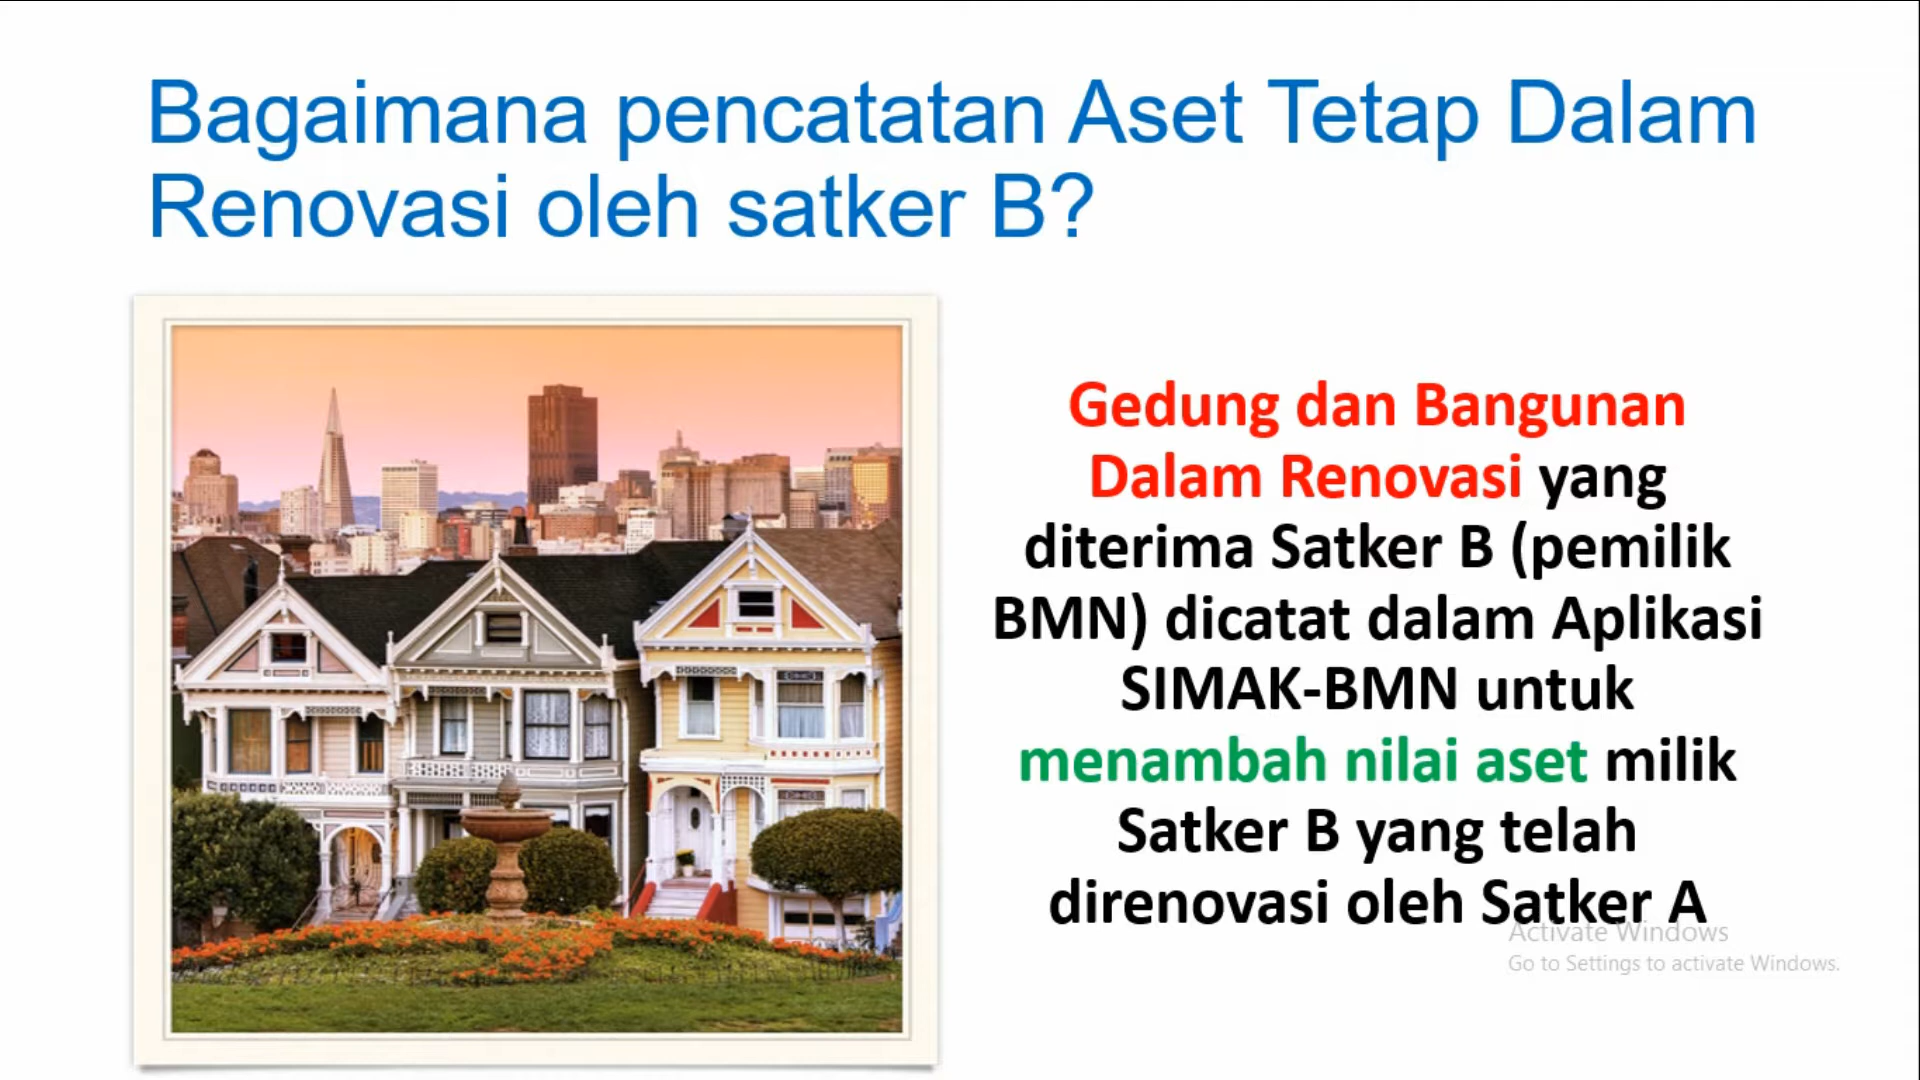 Bagaimana pencatatan Aset Tetap Dalam
Renovasi oleh satker B?
Gedung dan Bangunan
Dalam Renovasi yang
diterima Satker B (pemilik
BMN) dicatat dalam Aplikasi
SIMAK-BMN untuk
menambah nilai aset milik
Satker B yang telah
direnovasi oleh Satker A
Activate Windows
Go to Settings to activate Windows.